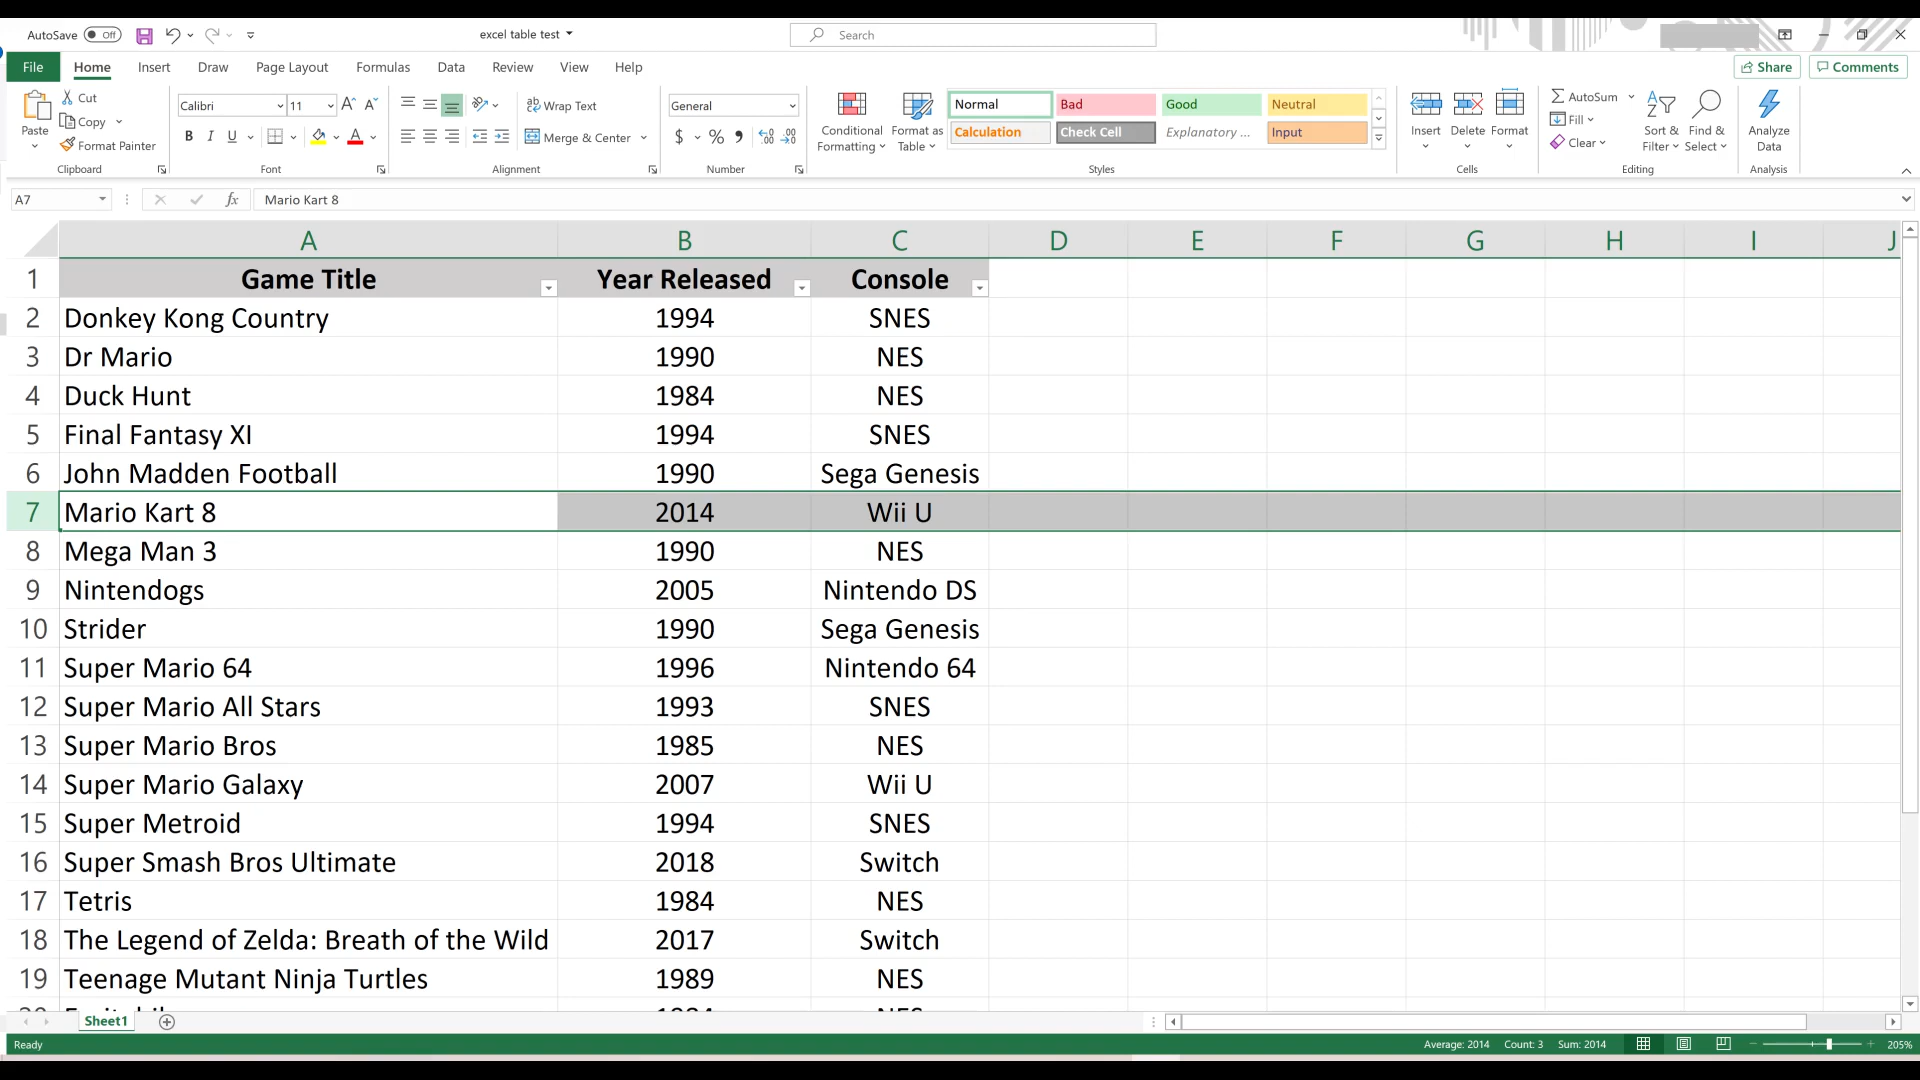 AutoSave Off excel table test Search
File Home Insert Draw Page Layout Formulas Data Review View Help Share Comments
Paste Cut Copy Format Painter Clipboard
Calibri 11 B I U A Font
Wrap Text Merge & Center Alignment
General $ % Number
Conditional Formatting Format as Table
Normal Bad Good Neutral
Calculation Check Cell Explanatory ... Input
Styles
Insert Delete Format Cells
AutoSum Fill Clear Sort & Filter Find & Select Editing
Analyze Data Analysis
A7 fx Mario Kart 8
A B C D E F G H I J
1 Game Title Year Released Console
2 Donkey Kong Country 1994 SNES
3 Dr Mario 1990 NES
4 Duck Hunt 1984 NES
5 Final Fantasy XI 1994 SNES
6 John Madden Football 1990 Sega Genesis
7 Mario Kart 8 2014 Wii U
8 Mega Man 3 1990 NES
9 Nintendogs 2005 Nintendo DS
10 Strider 1990 Sega Genesis
11 Super Mario 64 1996 Nintendo 64
12 Super Mario All Stars 1993 SNES
13 Super Mario Bros 1985 NES
14 Super Mario Galaxy 2007 Wii U
15 Super Metroid 1994 SNES
16 Super Smash Bros Ultimate 2018 Switch
17 Tetris 1984 NES
18 The Legend of Zelda: Breath of the Wild 2017 Switch
19 Teenage Mutant Ninja Turtles 1989 NES
Sheet1
Ready Average: 2014 Count: 3 Sum: 2014 205%